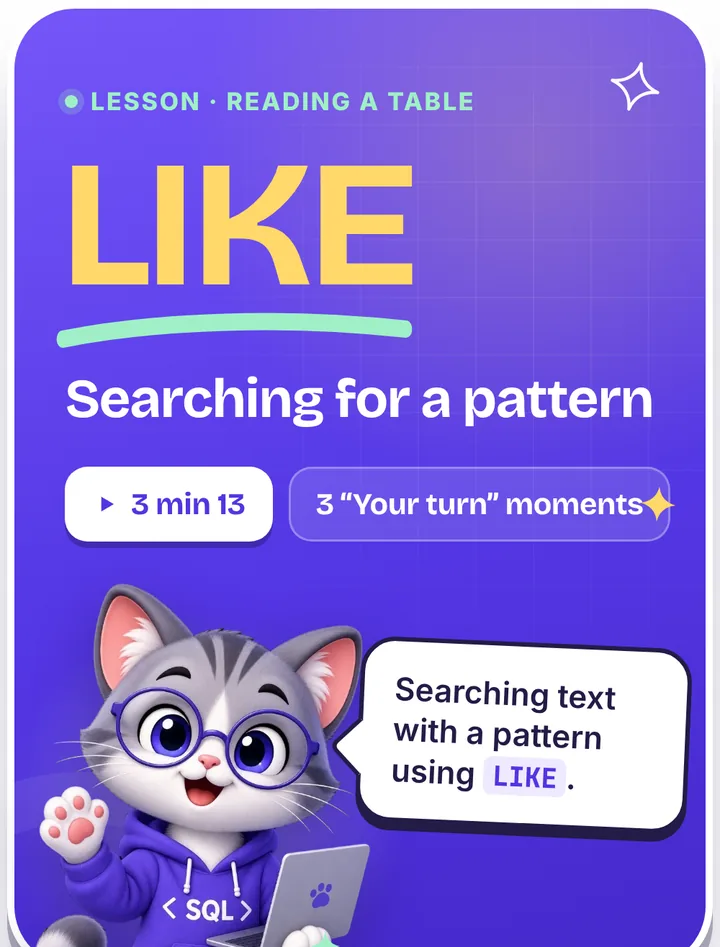 LESSON · READING A TABLE
LIKE
Searching for a pattern
3 min 13
3 “Your turn” moments
Searching text
with a pattern
using LIKE.
< SQL >